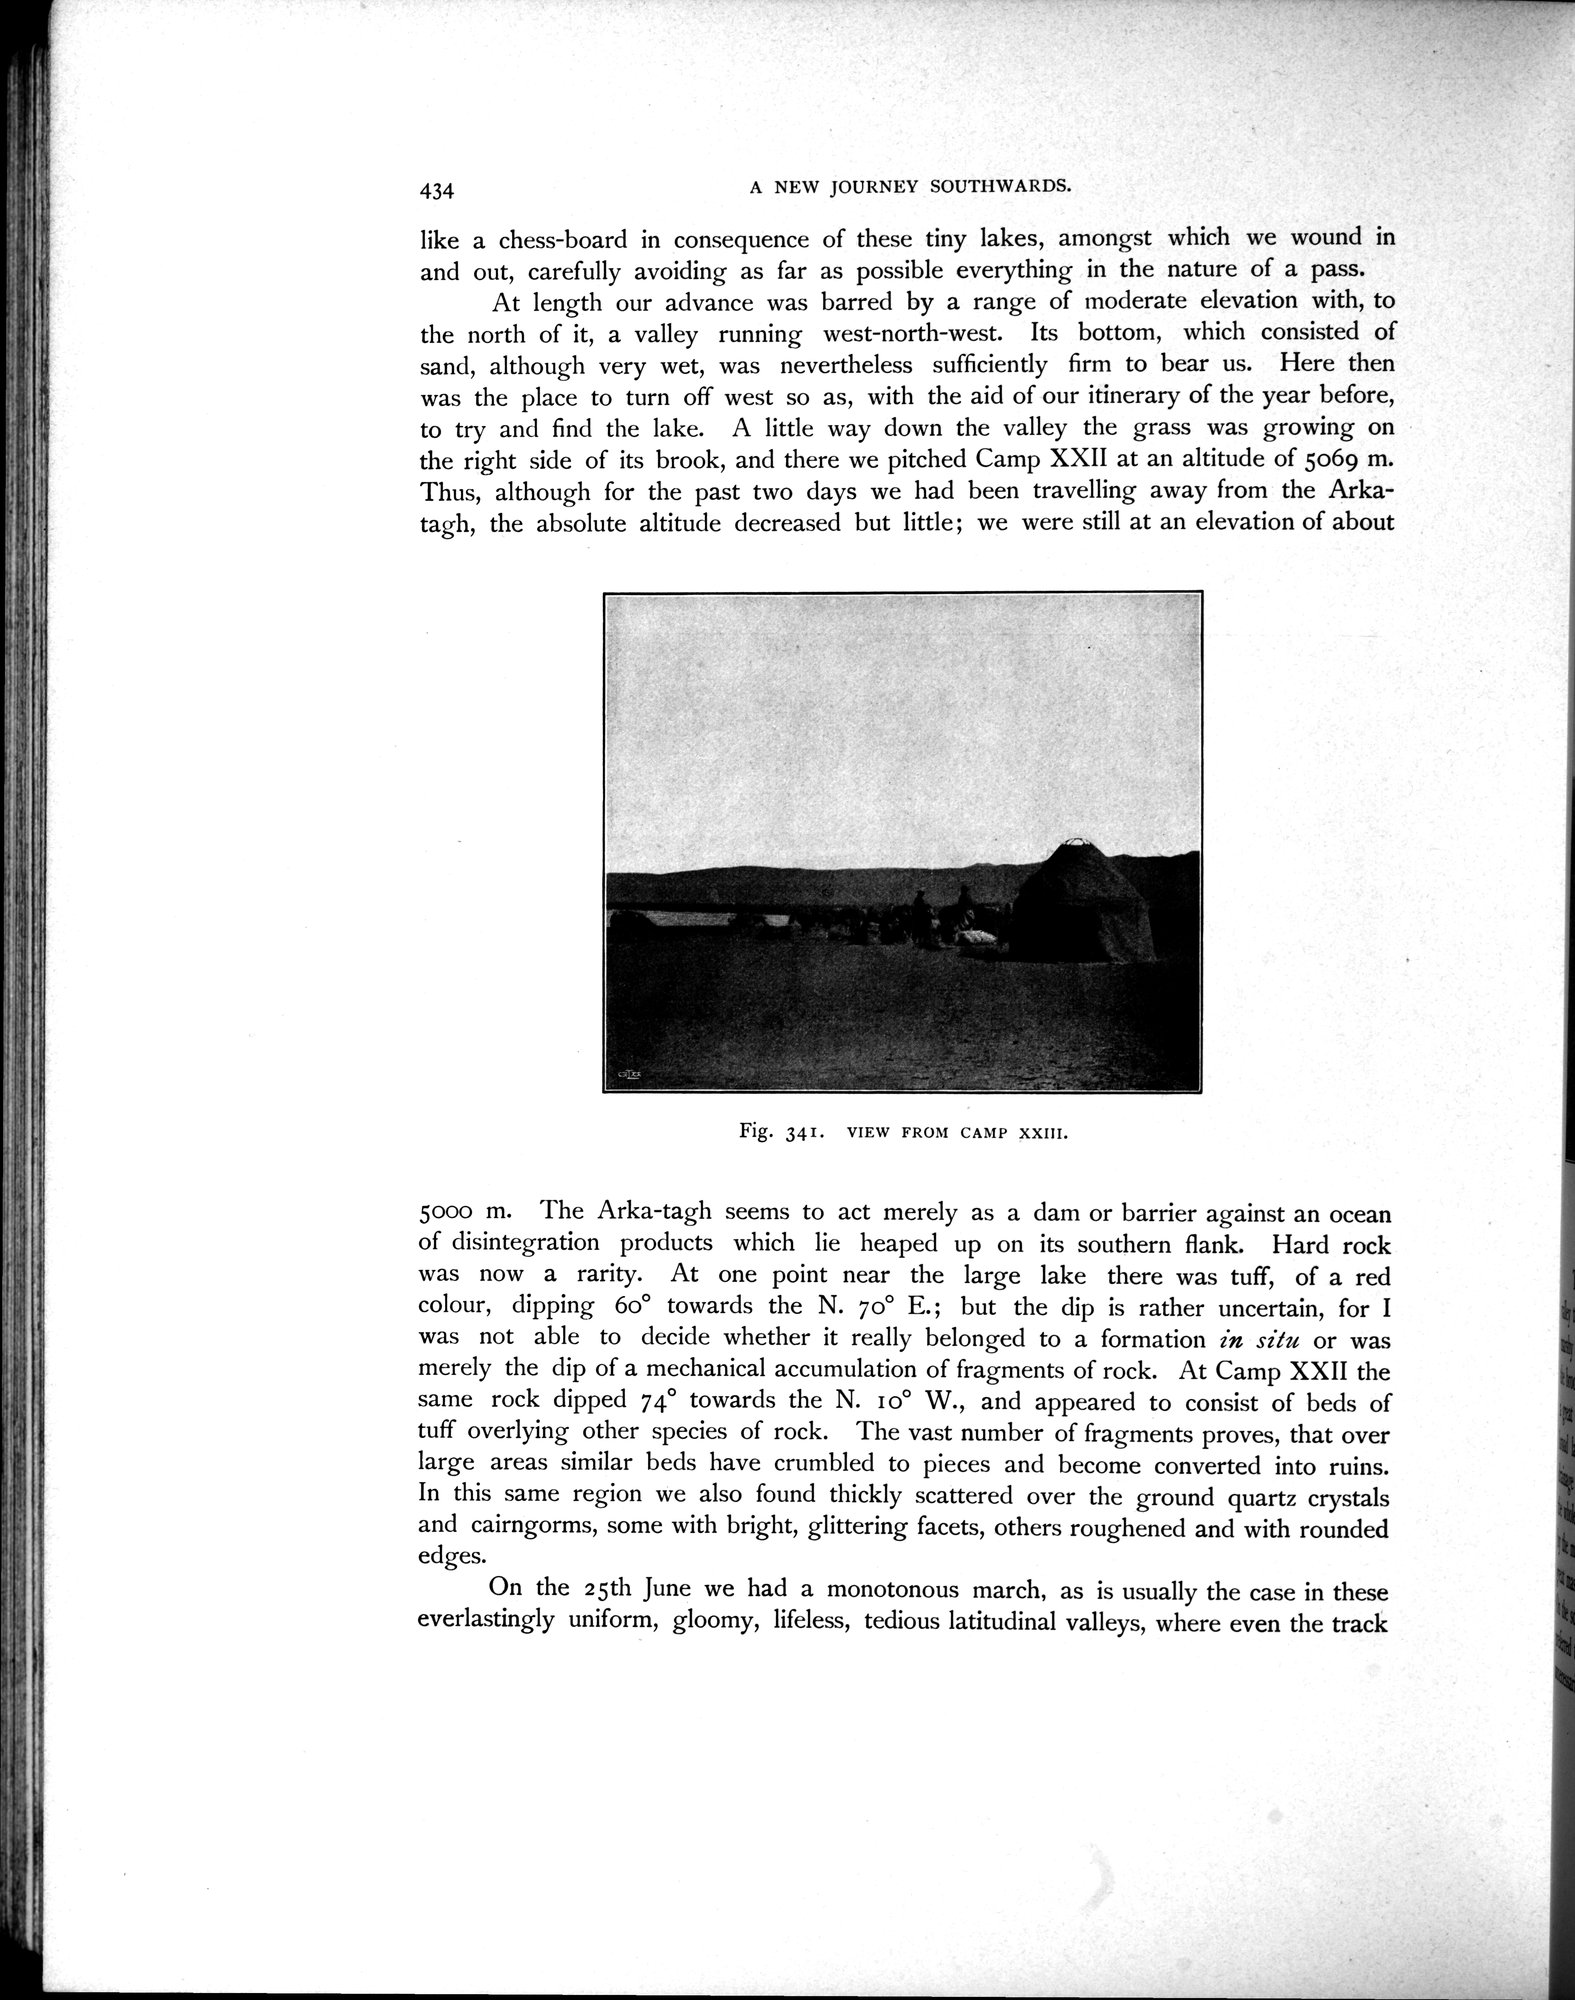 434
A NEW JOURNEY SOUTHWARDS.
like a chess-board in consequence of these tiny lakes, amongst which we wound in
and out, carefully avoiding as far as possible everything in the nature of a pass.
At length our advance was barred by a range of moderate elevation with, to
the north of it, a valley running west-north-west. Its bottom, which consisted of
sand, although very wet, was nevertheless sufficiently firm to bear us. Here then
was the place to turn off west so as, with the aid of our itinerary of the year before,
to try and find the lake. A little way down the valley the grass was growing on
the right side of its brook, and there we pitched Camp XXII at an altitude of 5069 m.
Thus, although for the past two days we had been travelling away from the Arka-
tagh, the absolute altitude decreased but little; we were still at an elevation of about
Fig. 341. VIEW FROM CAMP XXIII.
5000 m. The Arka-tagh seems to act merely as a dam or barrier against an ocean
of disintegration products which lie heaped up on its southern flank. Hard rock
was now a rarity. At one point near the large lake there was tuff, of a red
colour, dipping 60° towards the N. 70° E.; but the dip is rather uncertain, for I
was not able to decide whether it really belonged to a formation in situ or was
merely the dip of a mechanical accumulation of fragments of rock. At Camp XXII the
same rock dipped 74° towards the N. 10° W., and appeared to consist of beds of
tuff overlying other species of rock. The vast number of fragments proves, that over
large areas similar beds have crumbled to pieces and become converted into ruins.
In this same region we also found thickly scattered over the ground quartz crystals
and cairngorms, some with bright, glittering facets, others roughened and with rounded
edges.
On the 25th June we had a monotonous march, as is usually the case in these
everlastingly uniform, gloomy, lifeless, tedious latitudinal valleys, where even the track